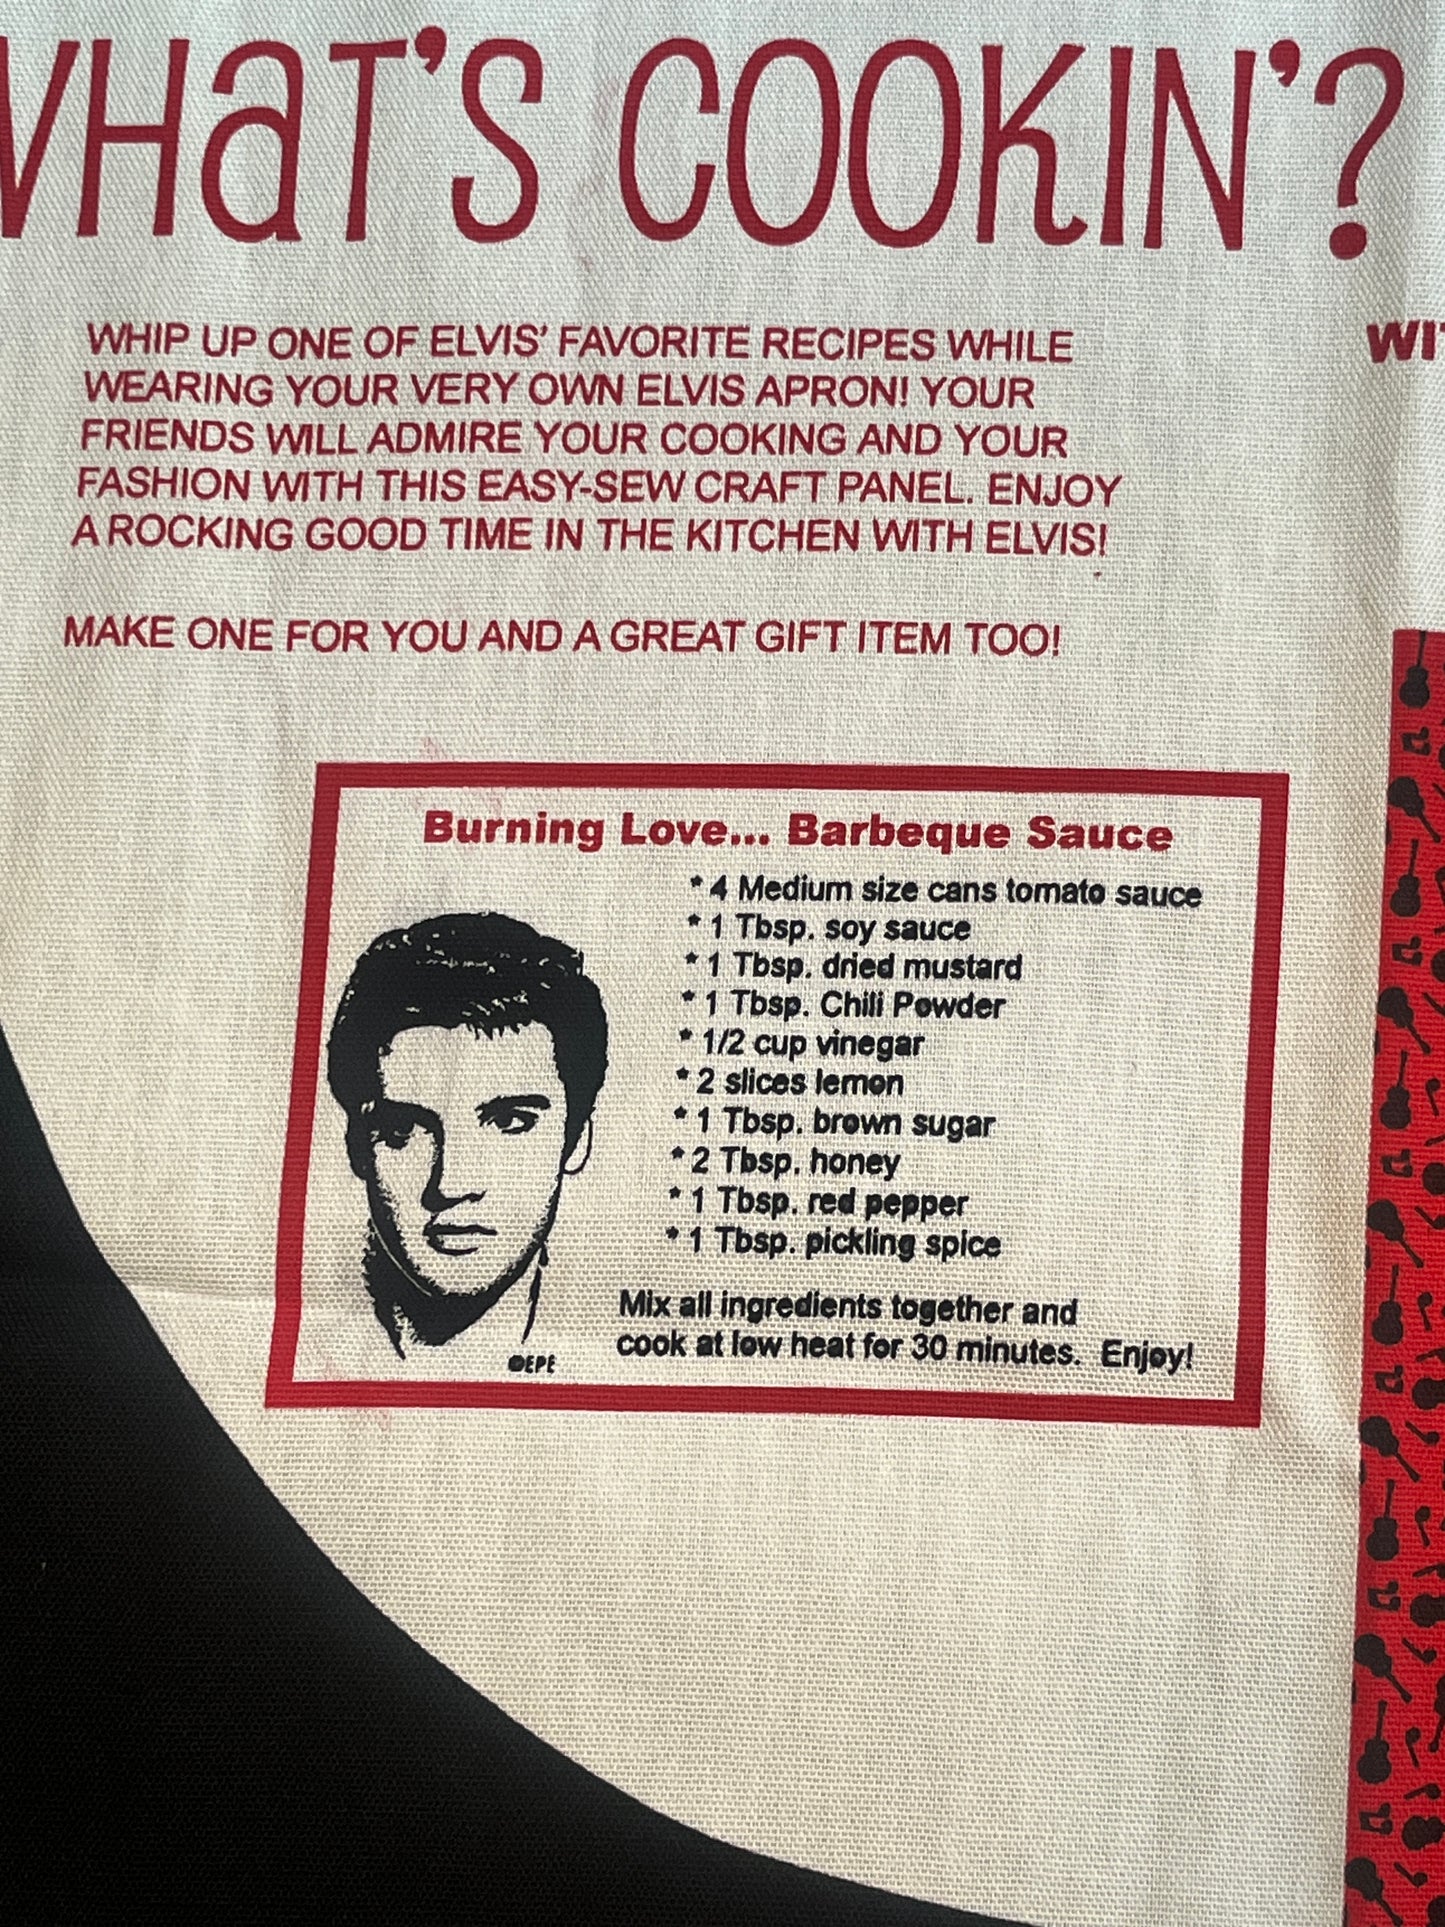 WHaT'S COOKIN'?
WHIP UP ONE OF ELVIS' FAVORITE RECIPES WHILE
WEARING YOUR VERY OWN ELVIS APRON! YOUR
FRIENDS WILL ADMIRE YOUR COOKING AND YOUR
FASHION WITH THIS EASY-SEW CRAFT PANEL. ENJOY
A ROCKING GOOD TIME IN THE KITCHEN WITH ELVIS!
MAKE ONE FOR YOU AND A GREAT GIFT ITEM TOO!
Burning Love... Barbeque Sauce
* 4 Medium size cans tomato sauce
* 1 Tbsp. soy sauce
* 1 Tbsp. dried mustard
* 1 Tbsp. Chili Powder
* 1/2 cup vinegar
* 2 slices lemon
* 1 Tbsp. brown sugar
* 2 Tbsp. honey
* 1 Tbsp. red pepper
* 1 Tbsp. pickling spice
Mix all ingredients together and
cook at low heat for 30 minutes. Enjoy!
©EPE